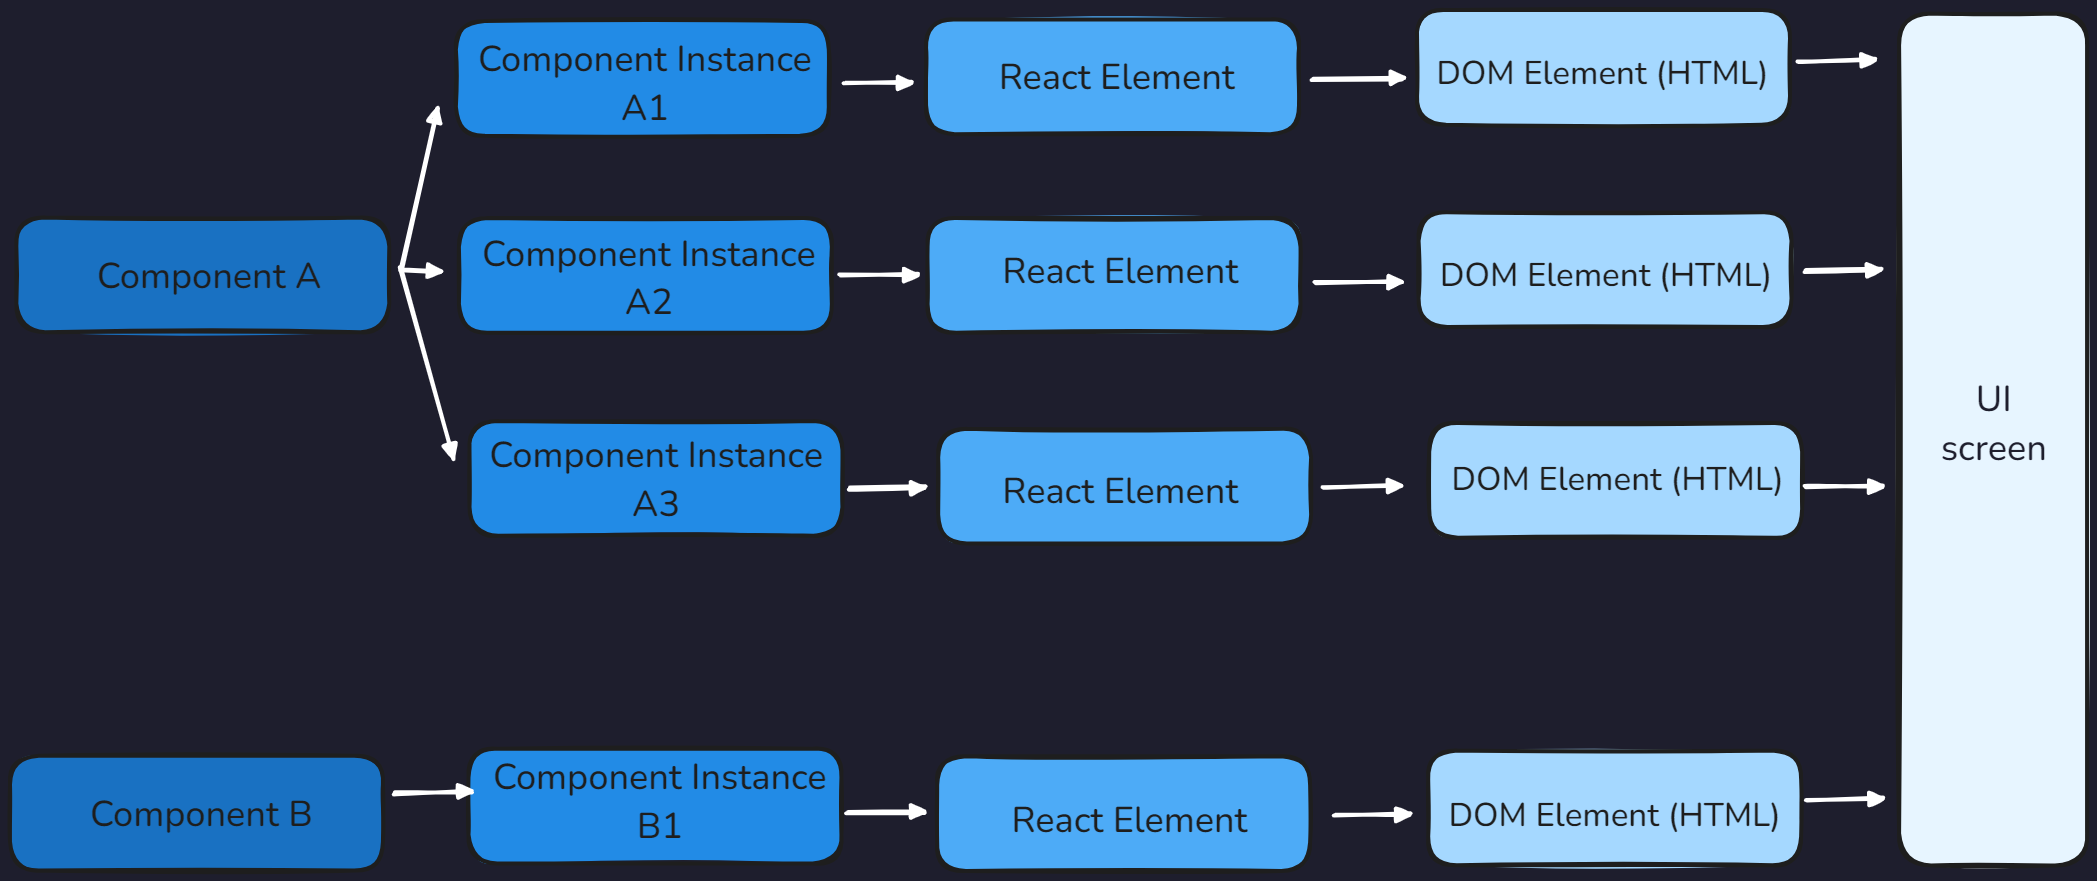 Component Instance
A1
React Element
DOM Element (HTML)
Component A
Component Instance
A2
React Element
DOM Element (HTML)
UI
screen
Component Instance
A3
React Element
DOM Element (HTML)
Component B
Component Instance
B1
React Element
DOM Element (HTML)